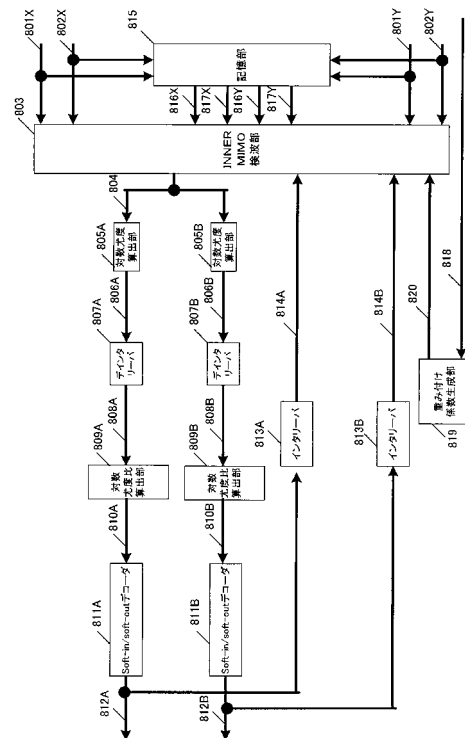 801X
802X
815
801Y
802Y
記憶部
816X
817X
816Y
817Y
803
INNER
MIMO
検波部
804
805A
対数尤度
算出部
805B
対数尤度
算出部
806A
806B
814A
814B
820
818
807A
デインタ
リーバ
807B
デインタ
リーバ
808A
808B
813A
インタリーバ
813B
インタリーバ
重み付け
係数生成部
819
809A
対数
尤度比算
出部
809B
対数
尤度比算
出部
810A
810B
811A
Soft-in/soft-outデコーダ
811B
Soft-in/soft-outデコーダ
812A
812B